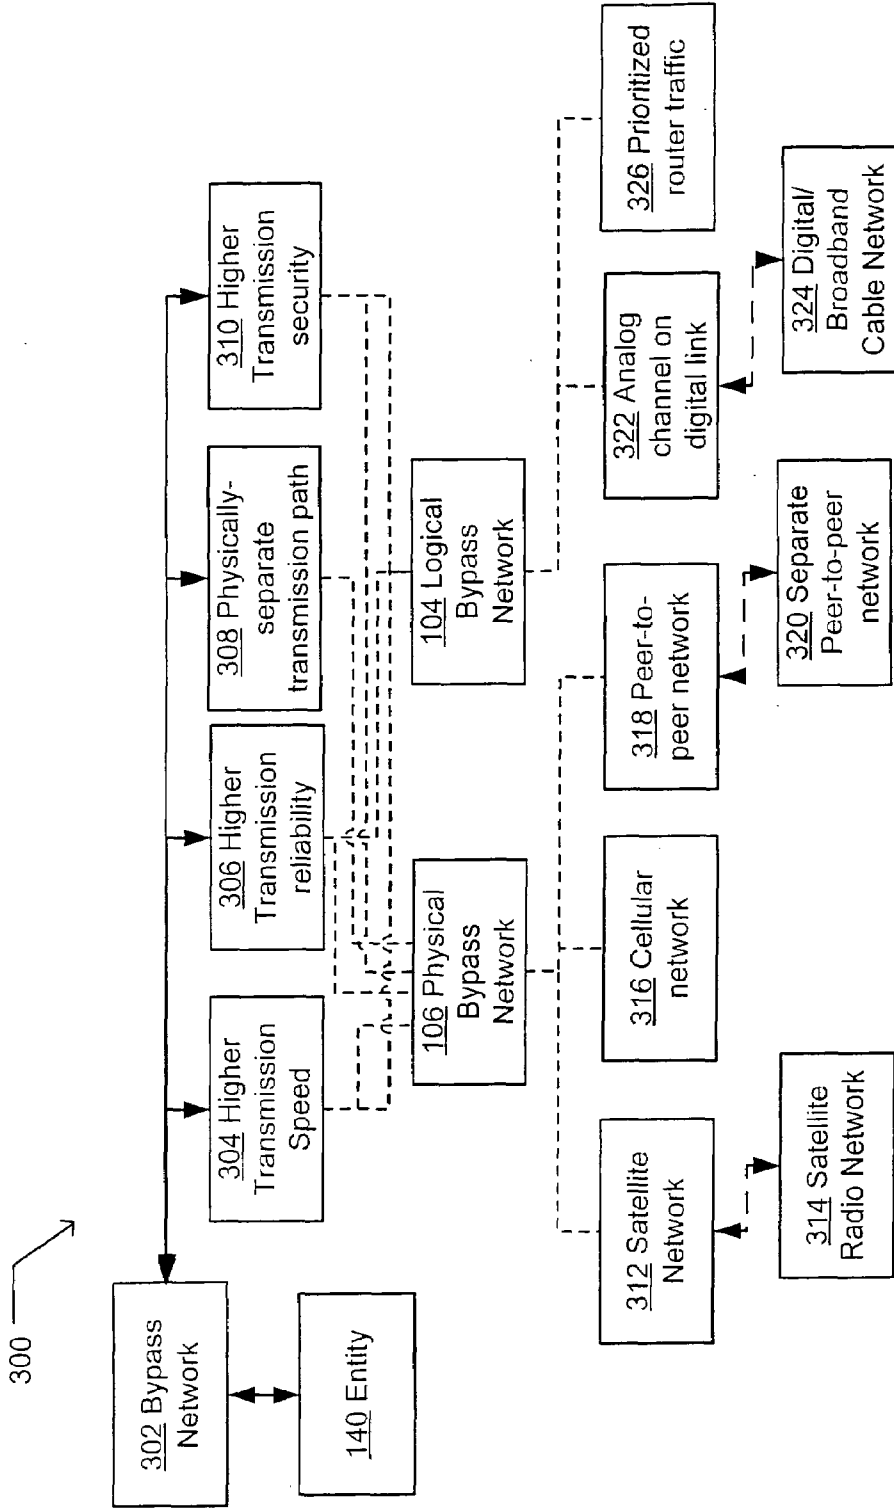 300
302 Bypass
Network
140 Entity
304 Higher
Transmission
Speed
306 Higher
Transmission
reliability
308 Physically-
separate
transmission path
310 Higher
Transmission
security
106 Physical
Bypass
Network
104 Logical
Bypass
Network
312 Satellite
Network
316 Cellular
network
318 Peer-to-
peer network
322 Analog
channel on
digital link
326 Prioritized
router traffic
314 Satellite
Radio Network
320 Separate
Peer-to-peer
network
324 Digital/
Broadband
Cable Network